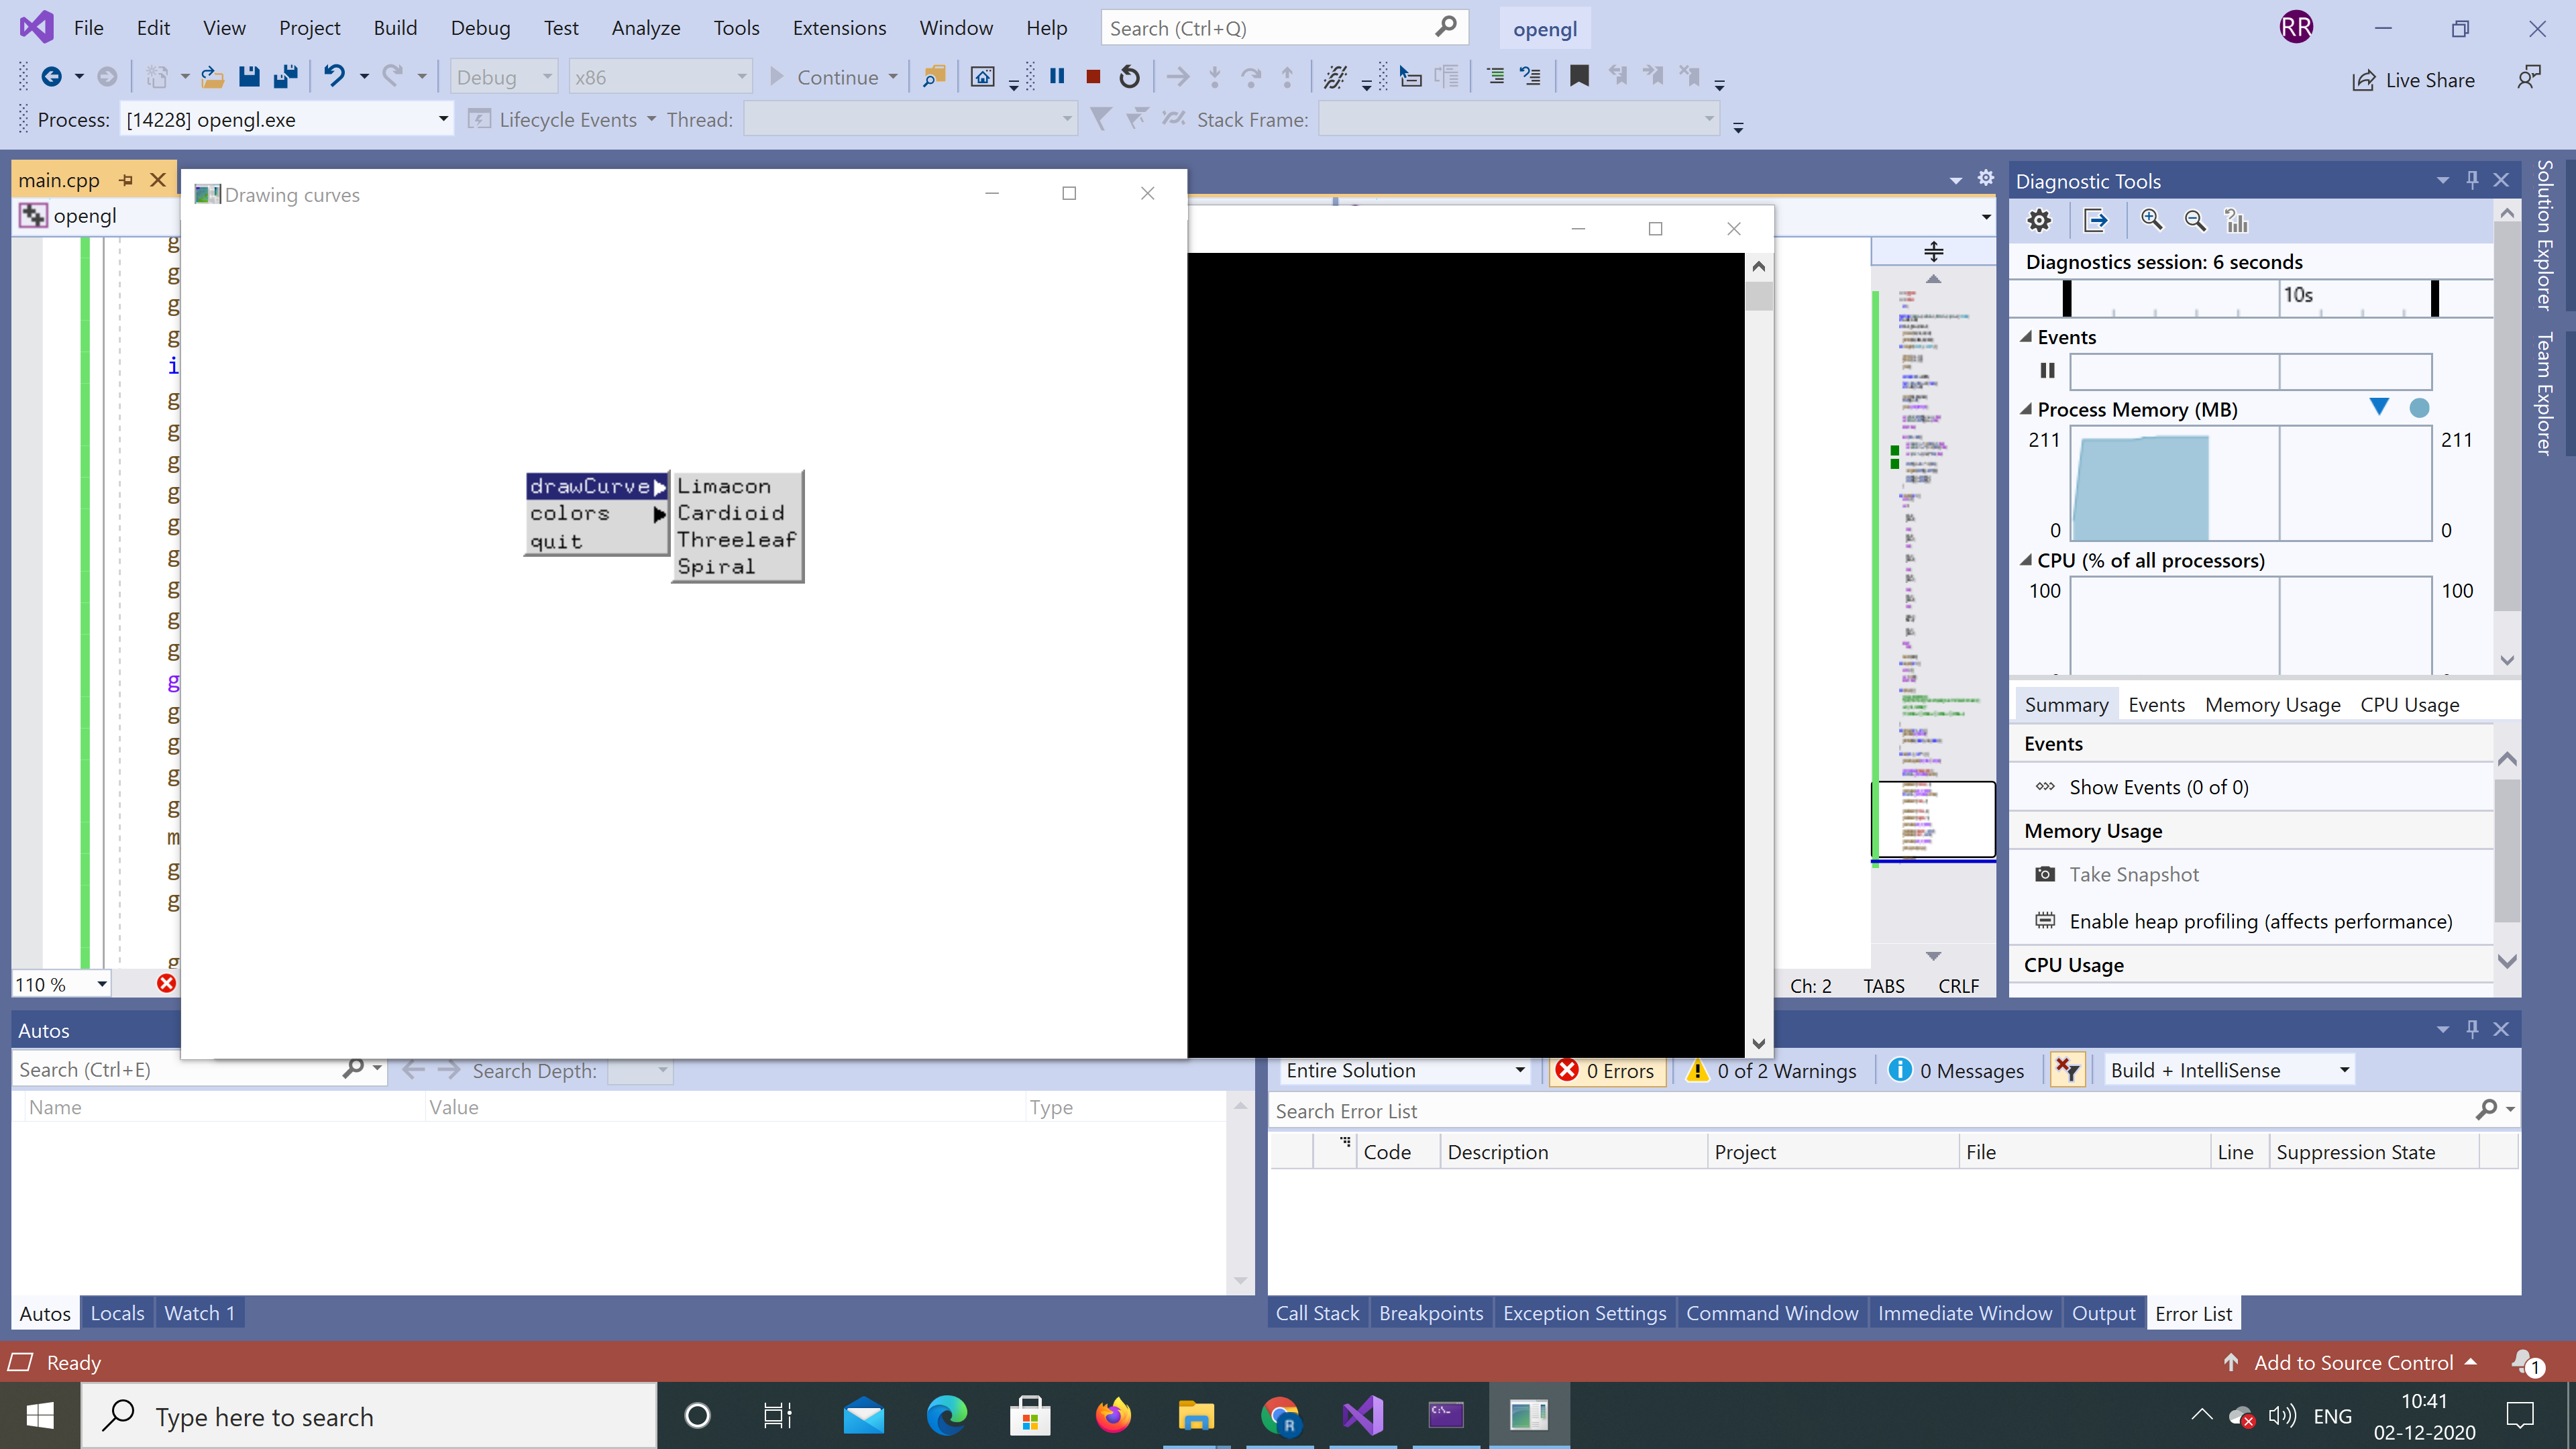 File Edit View Project Build Debug Test Analyze Tools Extensions Window Help Search (Ctrl+Q) opengl RR
Debug x86 Continue Live Share
Process: [14228] opengl.exe Lifecycle Events Thread: Stack Frame:
main.cpp
opengl
Drawing curves
g
g
g
g
i
g
g
g
g
g
g
g
g
g
g
g
g
g
g
m
g
g
g
drawCurve Limacon
colors Cardioid
quit Threeleaf
Spiral
110 %
Ch: 2 TABS CRLF
Diagnostic Tools
Diagnostics session: 6 seconds
10s
Events
Process Memory (MB)
211 211
0 0
CPU (% of all processors)
100 100
Summary Events Memory Usage CPU Usage
Events
Show Events (0 of 0)
Memory Usage
Take Snapshot
Enable heap profiling (affects performance)
CPU Usage
Solution Explorer
Team Explorer
Autos
Search (Ctrl+E) Search Depth:
Name Value Type
Autos Locals Watch 1
Entire Solution 0 Errors 0 of 2 Warnings 0 Messages Build + IntelliSense
Search Error List
Code Description Project File Line Suppression State
Call Stack Breakpoints Exception Settings Command Window Immediate Window Output Error List
Ready Add to Source Control 1
Type here to search
ENG
10:41
02-12-2020